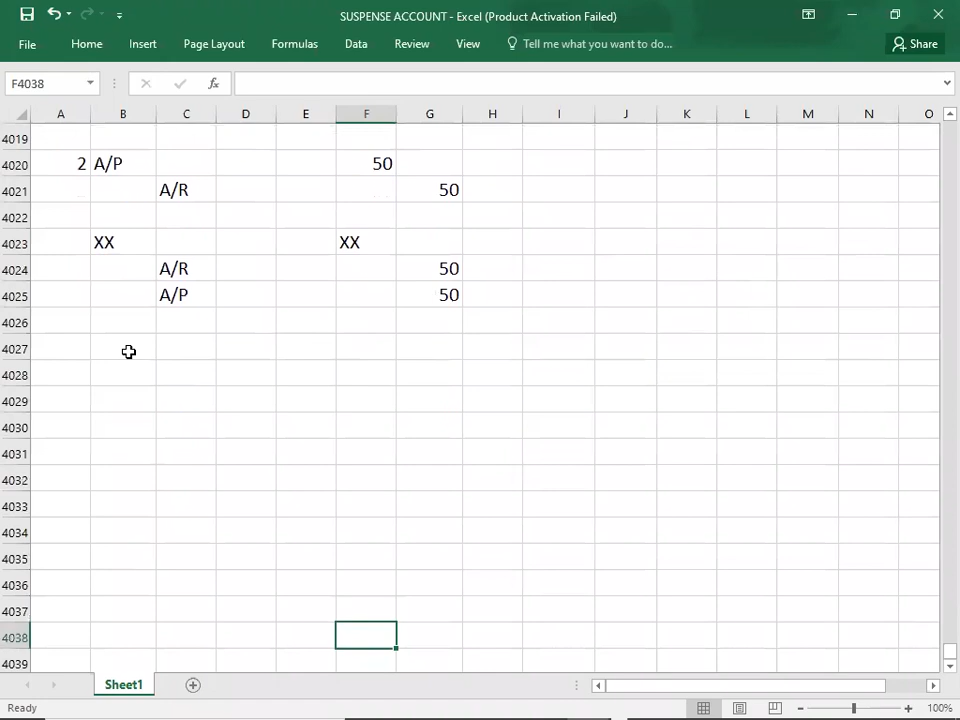 SUSPENSE ACCOUNT - Excel (Product Activation Failed)
File Home Insert Page Layout Formulas Data Review View Tell me what you want to do... Share
F4038 fx
A B C D E F G H I J K L M N O
4019
4020 2 A/P 50
4021 A/R 50
4022
4023 XX XX
4024 A/R 50
4025 A/P 50
4026
4027
4028
4029
4030
4031
4032
4033
4034
4035
4036
4037
4038
4039
Sheet1
Ready 100%